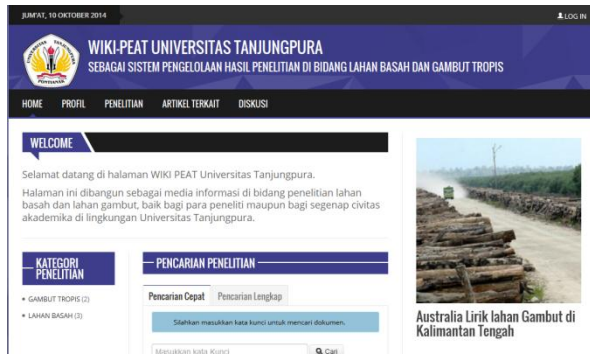 JUM'AT, 10 OKTOBER 2014
LOG IN
WIKI-PEAT UNIVERSITAS TANJUNGPURA
SEBAGAI SISTEM PENGELOLAAN HASIL PENELITIAN DI BIDANG LAHAN BASAH DAN GAMBUT TROPIS
HOME PROFIL PENELITIAN ARTIKEL TERKAIT DISKUSI
WELCOME
Selamat datang di halaman WIKI PEAT Universitas Tanjungpura.
Halaman ini dibangun sebagai media informasi di bidang penelitian lahan
basah dan lahan gambut, baik bagi para peneliti maupun bagi segenap civitas
akademika di lingkungan Universitas Tanjungpura.
KATEGORI
PENELITIAN
GAMBUT TROPIS (2)
LAHAN BASAH (3)
PENCARIAN PENELITIAN
Pencarian Cepat Pencarian Lengkap
Silahkan masukkan kata kunci untuk mencari dokumen.
Masukkan kata Kunci
Cari
Australia Lirik lahan Gambut di
Kalimantan Tengah